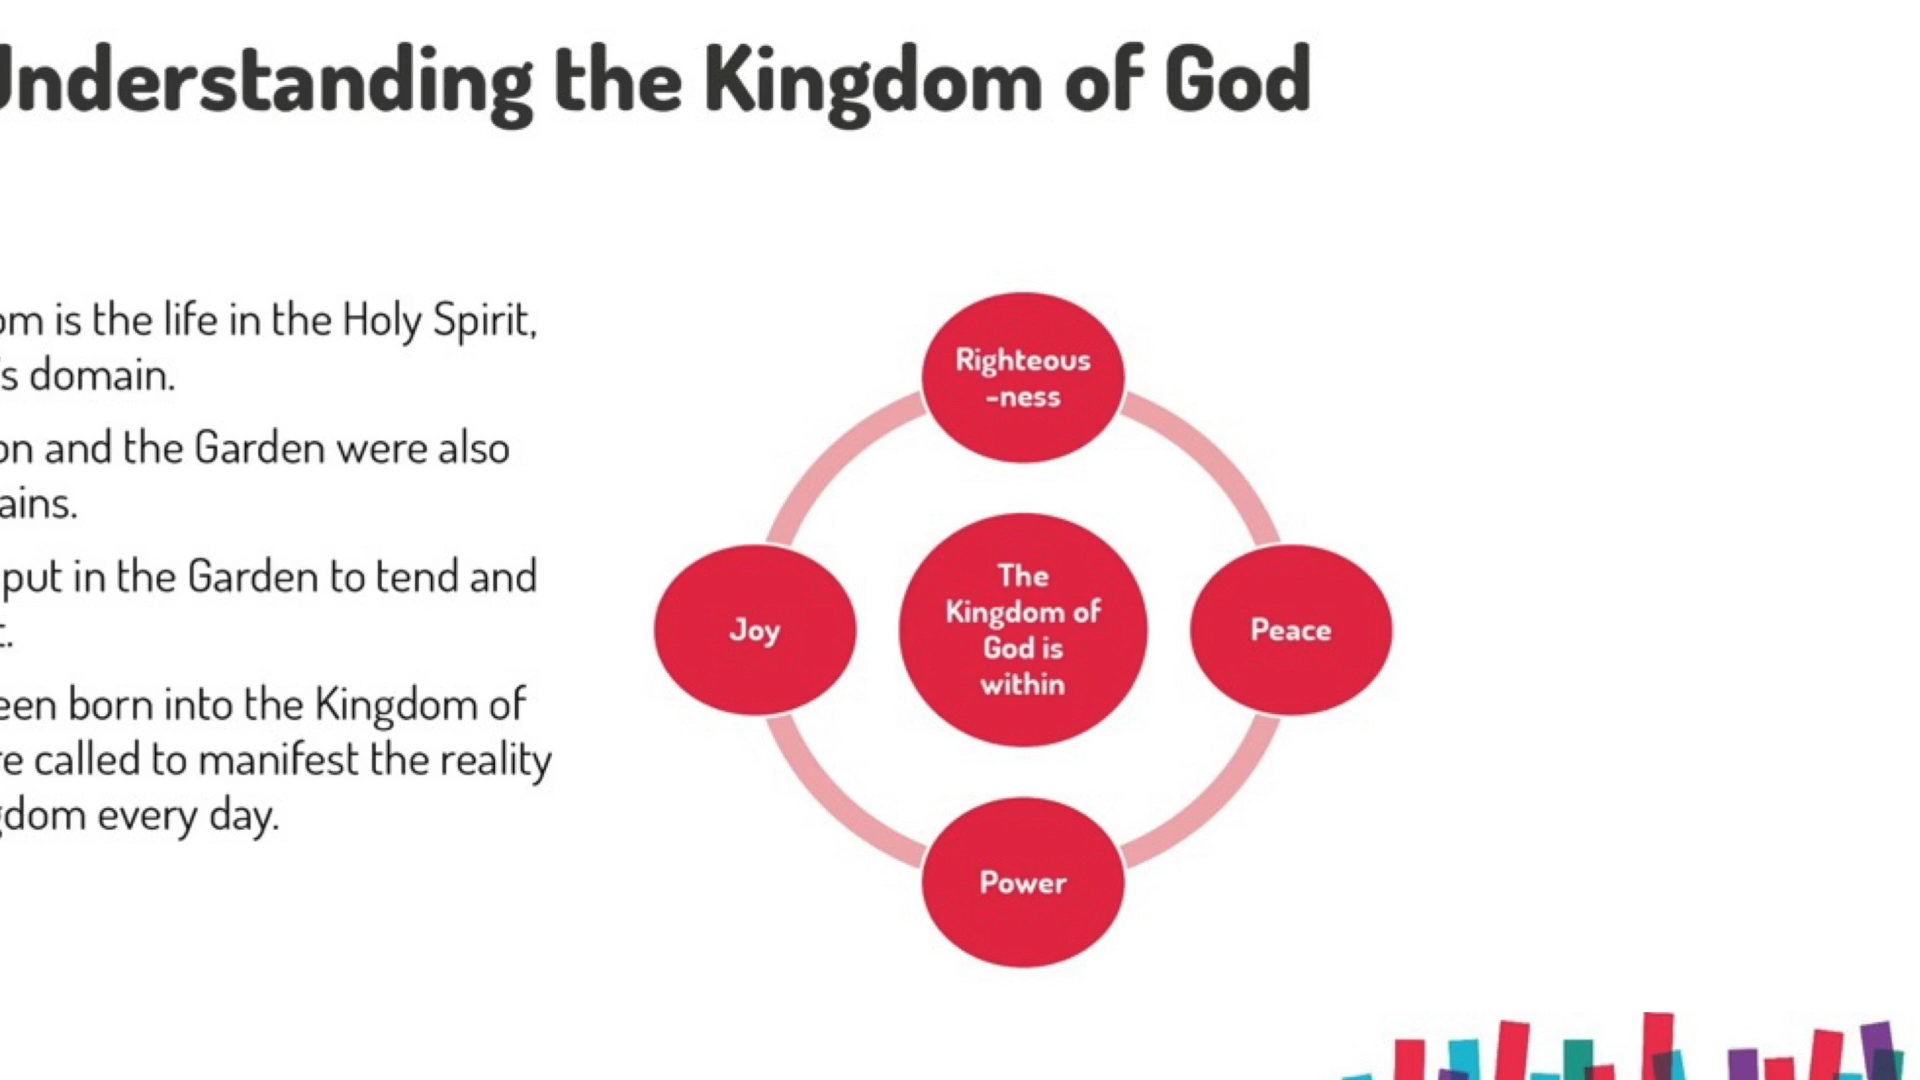 Understanding the Kingdom of God
om is the life in the Holy Spirit,
's domain.
on and the Garden were also
ains.
put in the Garden to tend and
t.
een born into the Kingdom of
re called to manifest the reality
gdom every day.
Righteous
-ness
Joy
The
Kingdom of
God is
within
Peace
Power